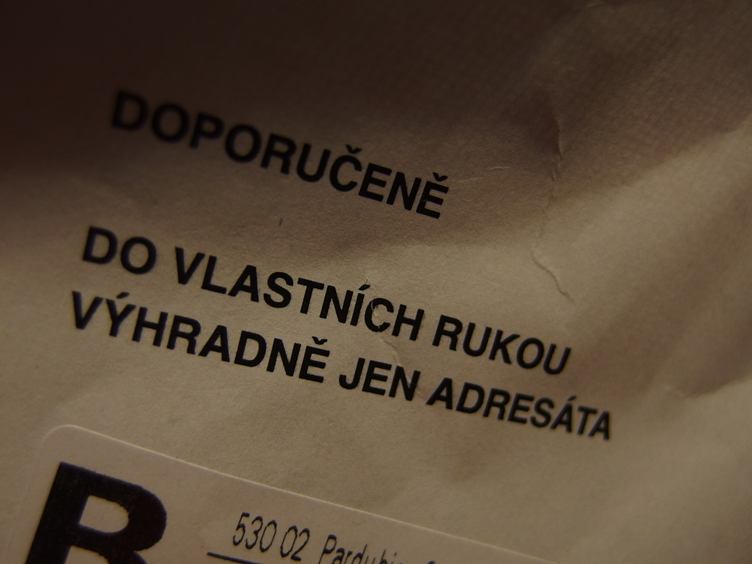 DOPORUČENĚ
DO VLASTNÍCH RUKOU
VÝHRADNĚ JEN ADRESÁTA
R
530 02